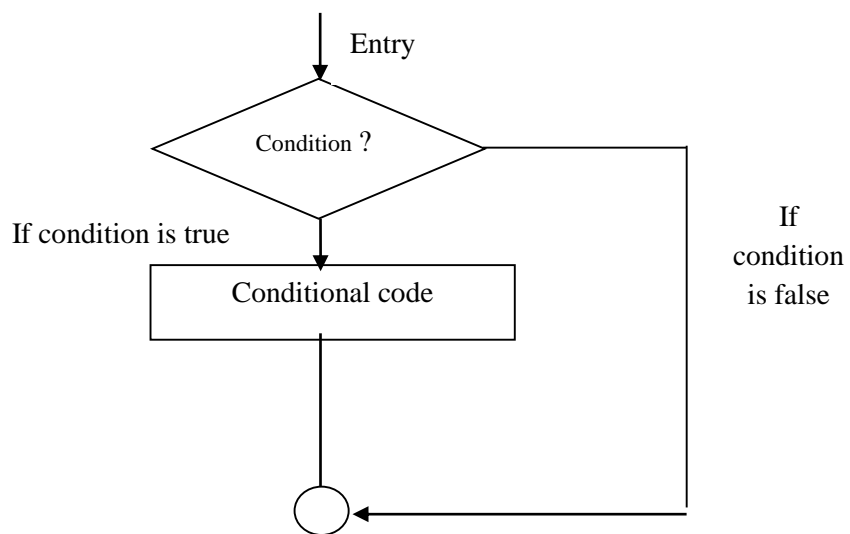 Entry
Condition ?
If condition is true
If
condition
is false
Conditional code